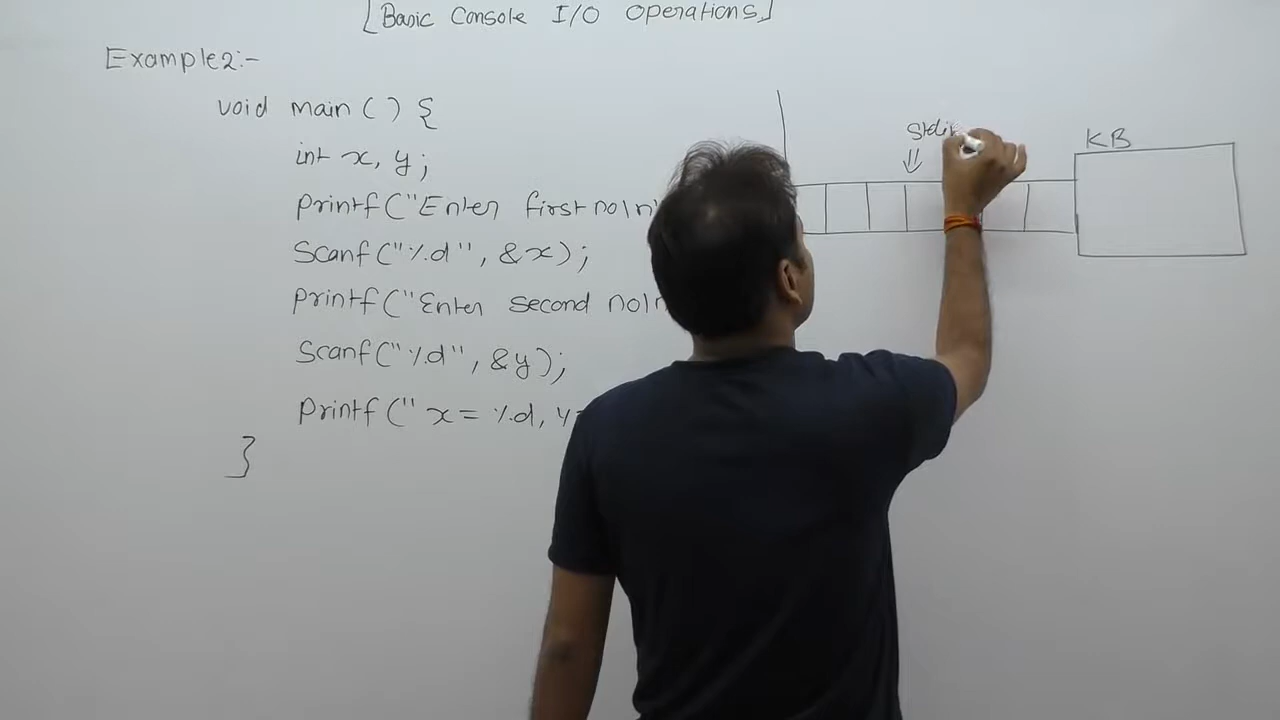 [Basic Console I/O Operations]
Example2:-
void main() {
int x, y;
printf("Enter first no\n"
Scanf("%d", &x);
printf("Enter second no\n
Scanf("%d", &y);
printf(" x= %d, y=
}
Stdi
KB